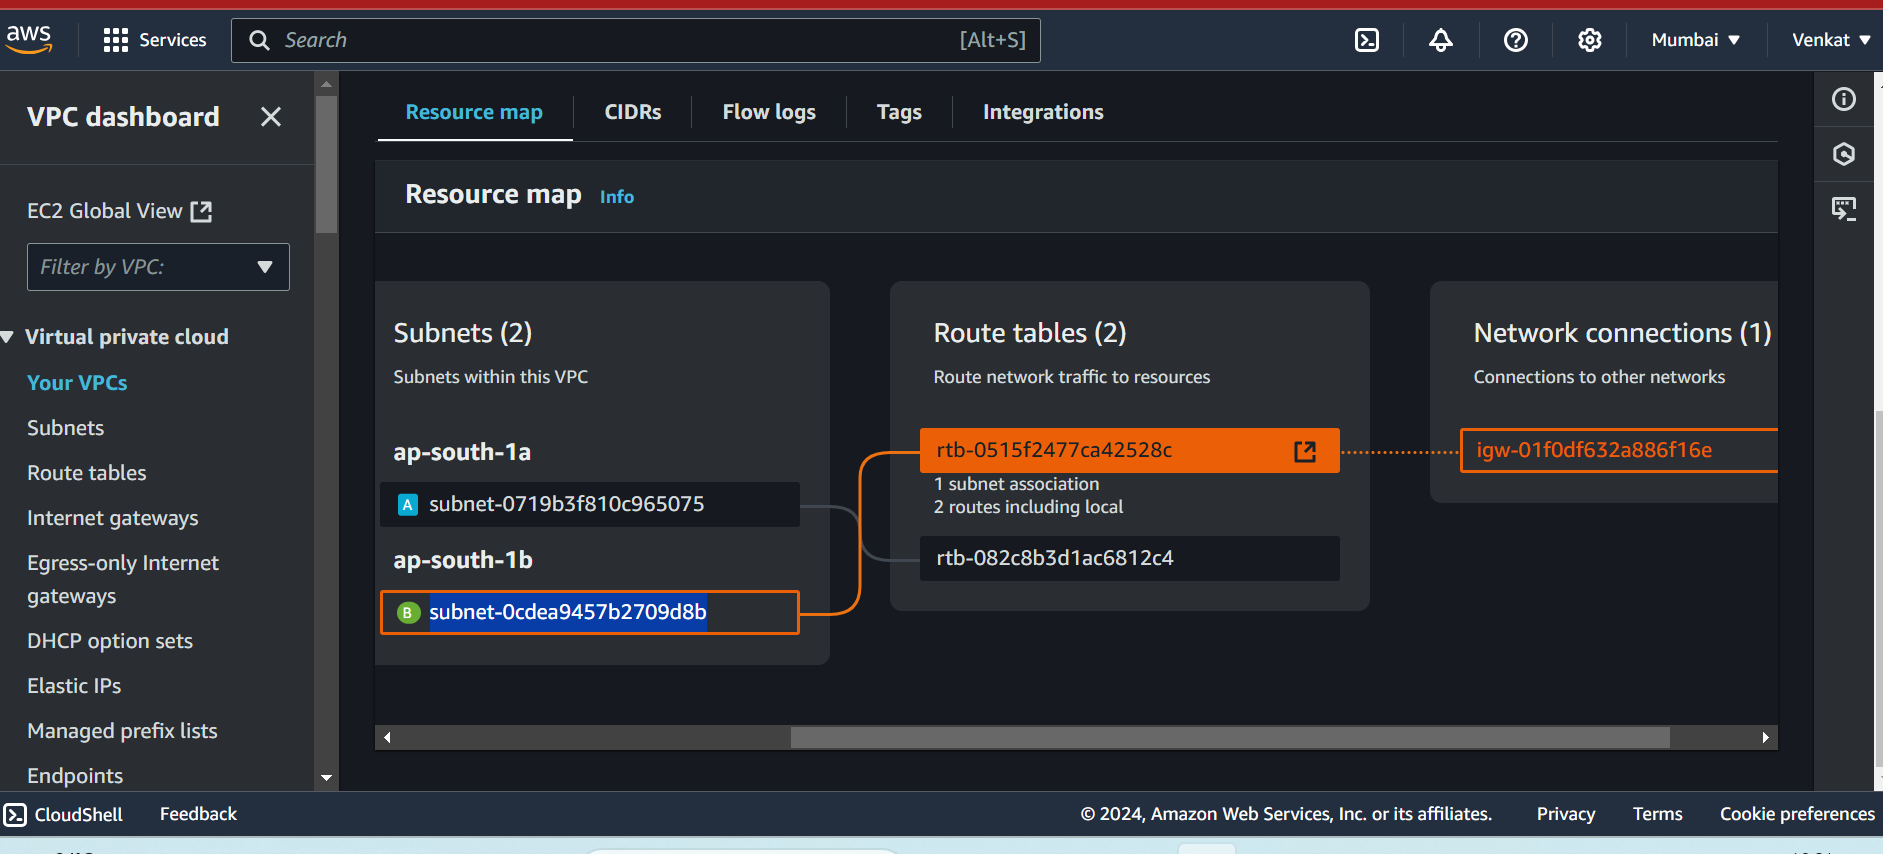 aws
Services
Search
[Alt+S]
Mumbai
Venkat
VPC dashboard
EC2 Global View
Filter by VPC:
Virtual private cloud
Your VPCs
Subnets
Route tables
Internet gateways
Egress-only Internet
gateways
DHCP option sets
Elastic IPs
Managed prefix lists
Endpoints
Resource map
CIDRs
Flow logs
Tags
Integrations
Resource map Info
Subnets (2)
Subnets within this VPC
ap-south-1a
A subnet-0719b3f810c965075
ap-south-1b
B subnet-0cdea9457b2709d8b
Route tables (2)
Route network traffic to resources
rtb-0515f2477ca42528c
1 subnet association
2 routes including local
rtb-082c8b3d1ac6812c4
Network connections (1)
Connections to other networks
igw-01f0df632a886f16e
CloudShell
Feedback
© 2024, Amazon Web Services, Inc. or its affiliates.
Privacy
Terms
Cookie preferences